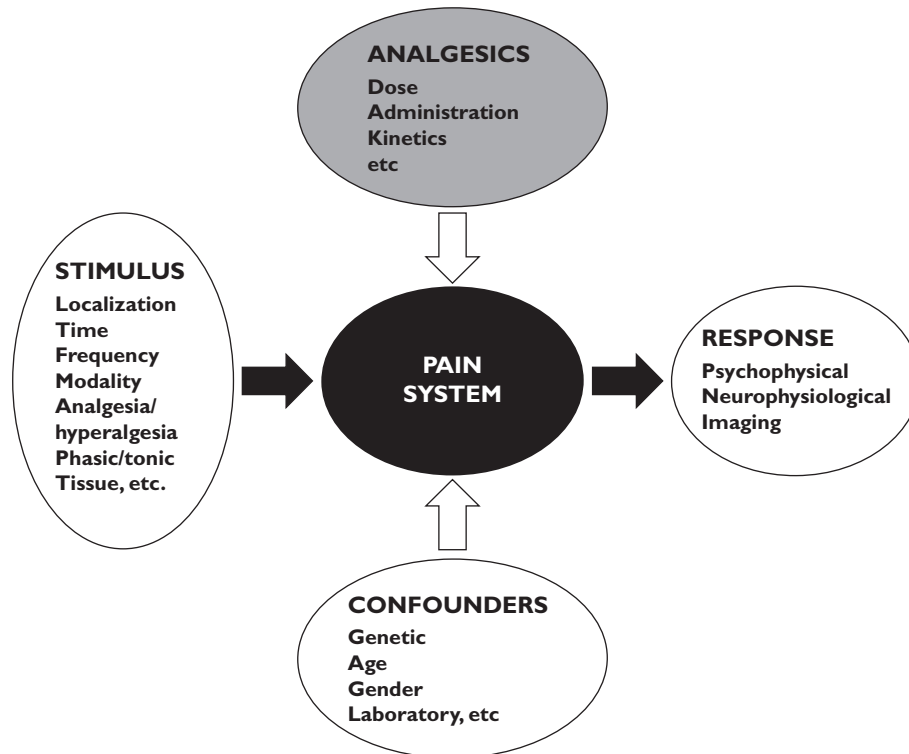 ANALGESICS
Dose
Administration
Kinetics
etc
STIMULUS
Localization
Time
Frequency
Modality
Analgesia/
hyperalgesia
Phasic/tonic
Tissue, etc.
PAIN
SYSTEM
RESPONSE
Psychophysical
Neurophysiological
Imaging
CONFOUNDERS
Genetic
Age
Gender
Laboratory, etc